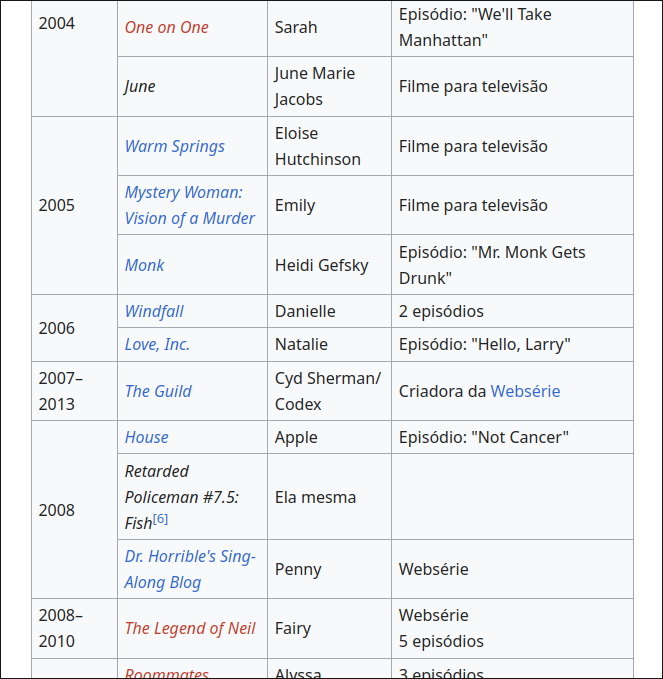 2004
One on One
Sarah
Episódio: "We'll Take
Manhattan"
June
June Marie
Jacobs
Filme para televisão
2005
Warm Springs
Eloise
Hutchinson
Filme para televisão
Mystery Woman:
Vision of a Murder
Emily
Filme para televisão
Monk
Heidi Gefsky
Episódio: "Mr. Monk Gets
Drunk"
2006
Windfall
Danielle
2 episódios
Love, Inc.
Natalie
Episódio: "Hello, Larry"
2007–
2013
The Guild
Cyd Sherman/
Codex
Criadora da Websérie
2008
House
Apple
Episódio: "Not Cancer"
Retarded
Policeman #7.5:
Fish[6]
Ela mesma
Dr. Horrible's Sing-
Along Blog
Penny
Websérie
2008–
2010
The Legend of Neil
Fairy
Websérie
5 episódios
Roommates
Alyssa
3 episódios